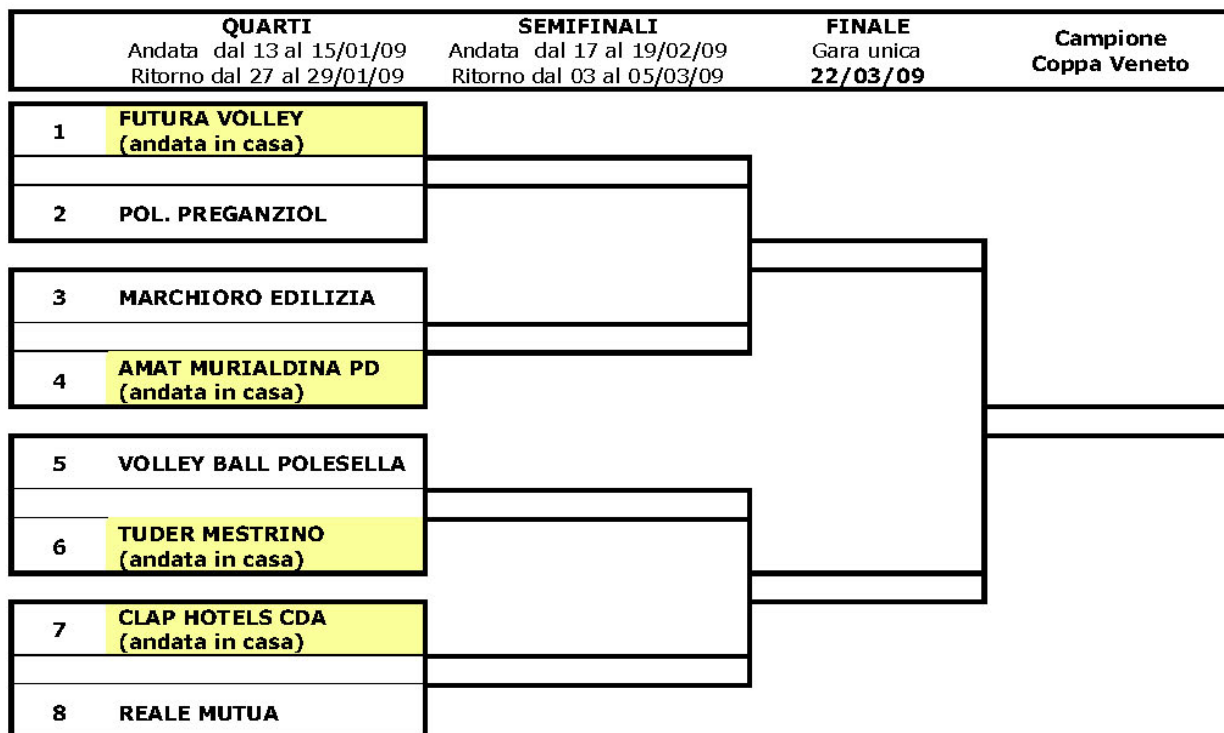 QUARTI
Andata dal 13 al 15/01/09
Ritorno dal 27 al 29/01/09
SEMIFINALI
Andata dal 17 al 19/02/09
Ritorno dal 03 al 05/03/09
FINALE
Gara unica
22/03/09
Campione
Coppa Veneto
1 FUTURA VOLLEY
(andata in casa)
2 POL. PREGANZIOL
3 MARCHIORO EDILIZIA
4 AMAT MURIALDINA PD
(andata in casa)
5 VOLLEY BALL POLESELLA
6 TUDER MESTRINO
(andata in casa)
7 CLAP HOTELS CDA
(andata in casa)
8 REALE MUTUA